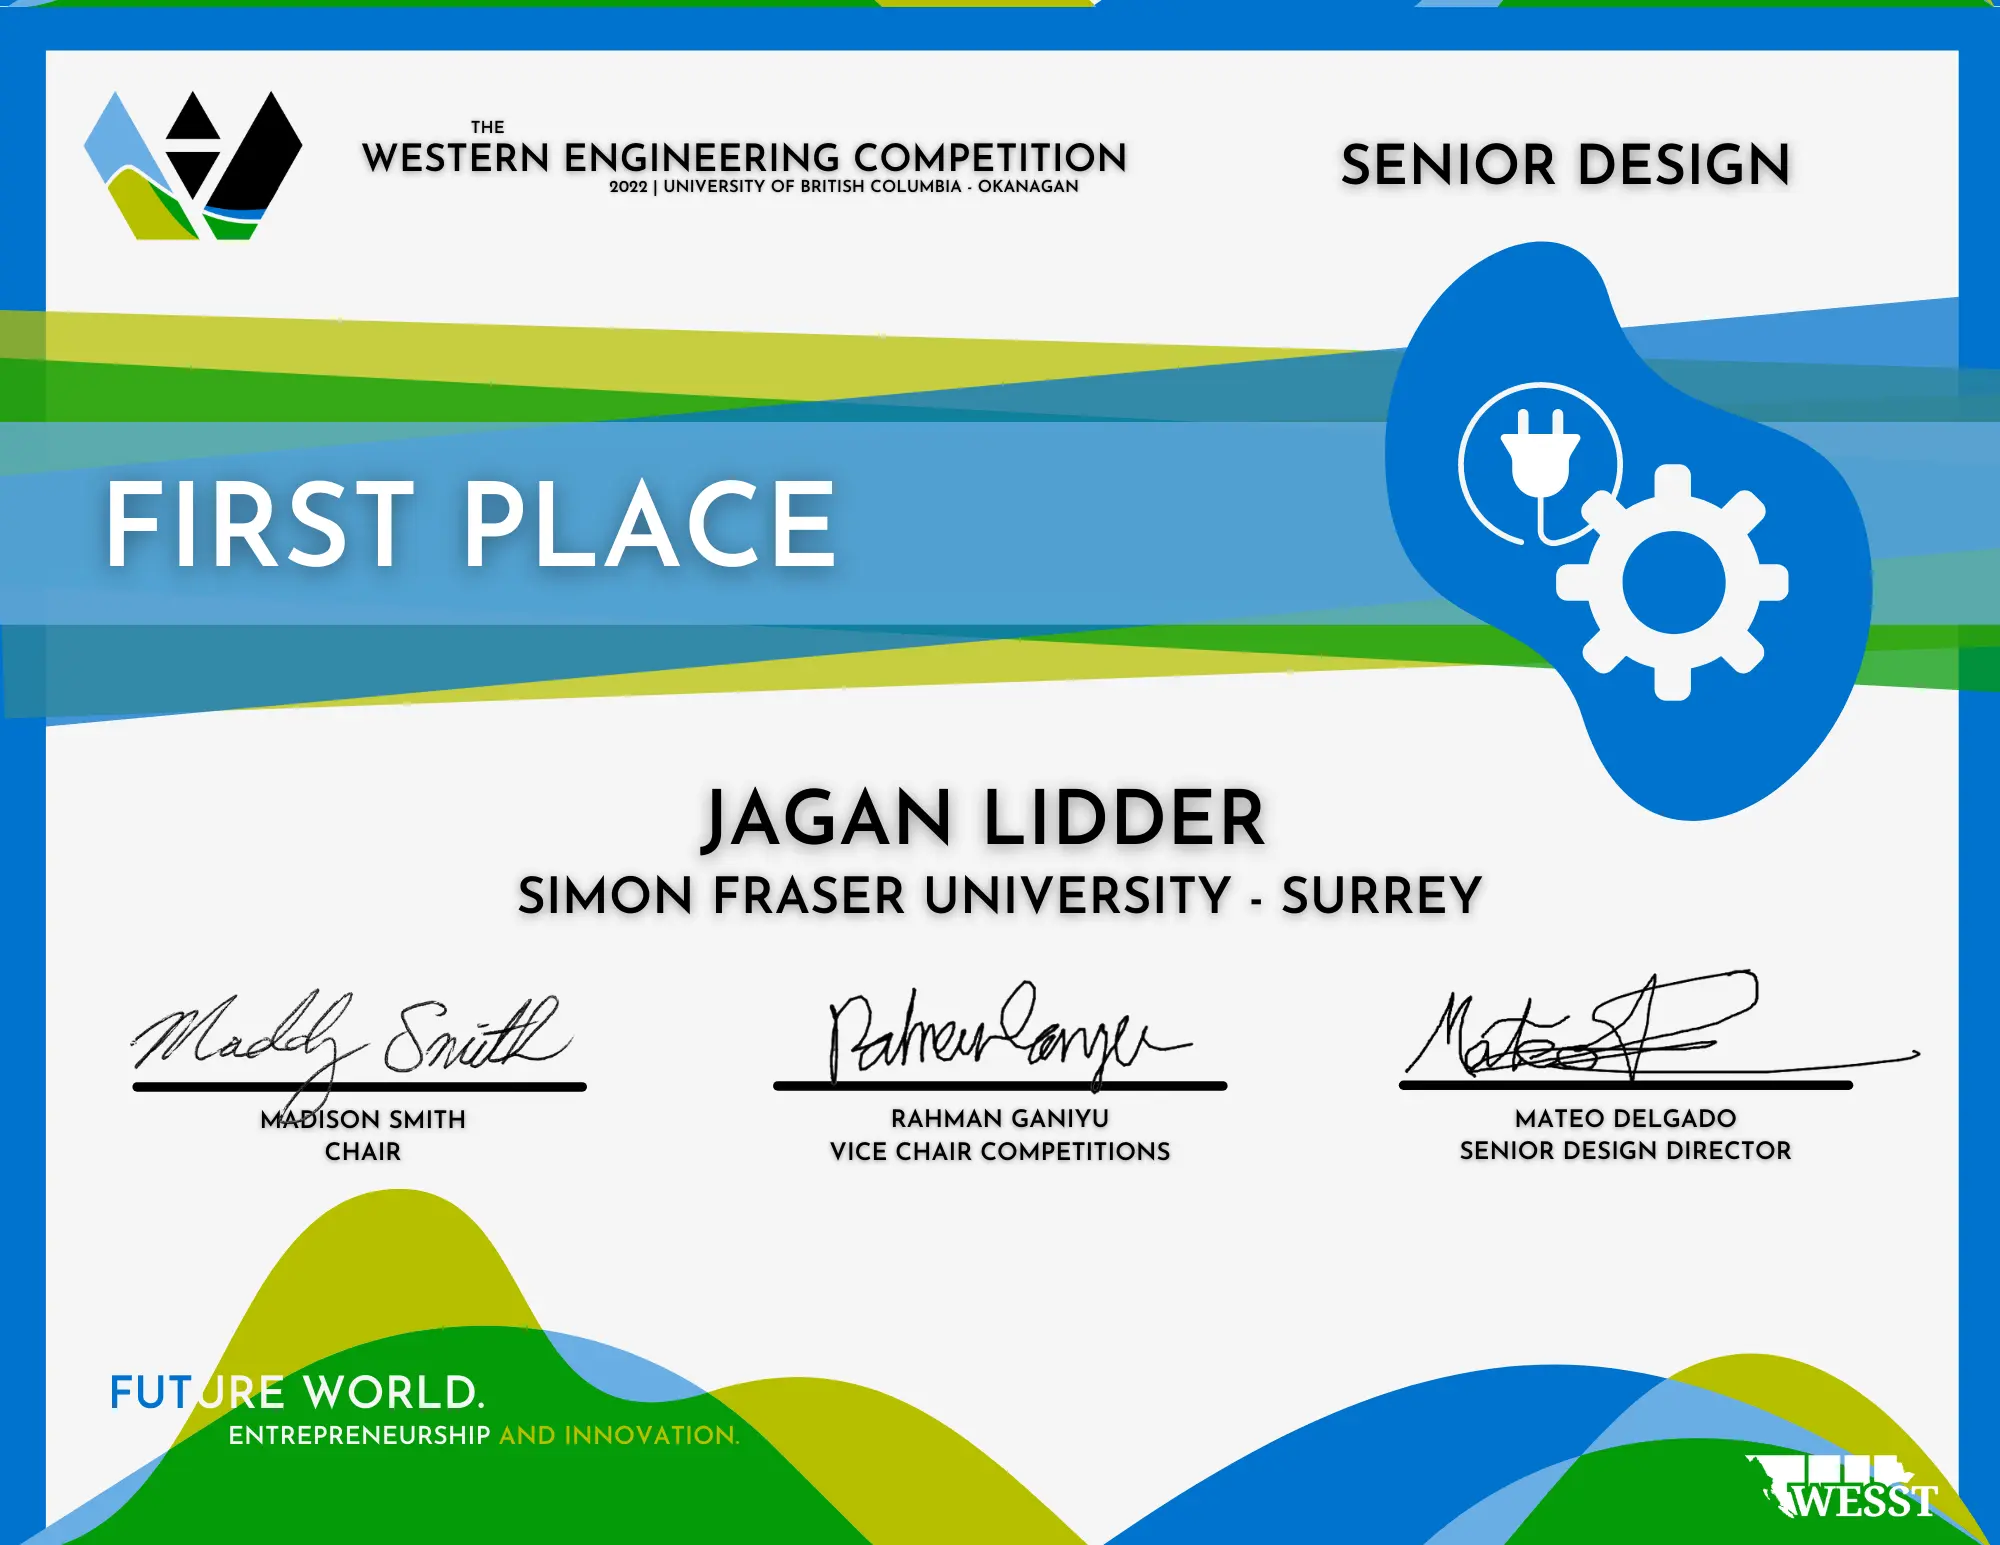 THE
WESTERN ENGINEERING COMPETITION
2022 | UNIVERSITY OF BRITISH COLUMBIA - OKANAGAN
SENIOR DESIGN
FIRST PLACE
JAGAN LIDDER
SIMON FRASER UNIVERSITY - SURREY
Maddy Smith
MADISON SMITH
CHAIR
RAHMAN GANIYU
VICE CHAIR COMPETITIONS
Mateo
MATEO DELGADO
SENIOR DESIGN DIRECTOR
FUTURE WORLD.
ENTREPRENEURSHIP AND INNOVATION.
WESST